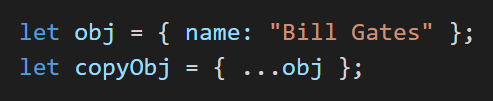 let obj = { name: "Bill Gates" };
let copyObj = { ...obj };